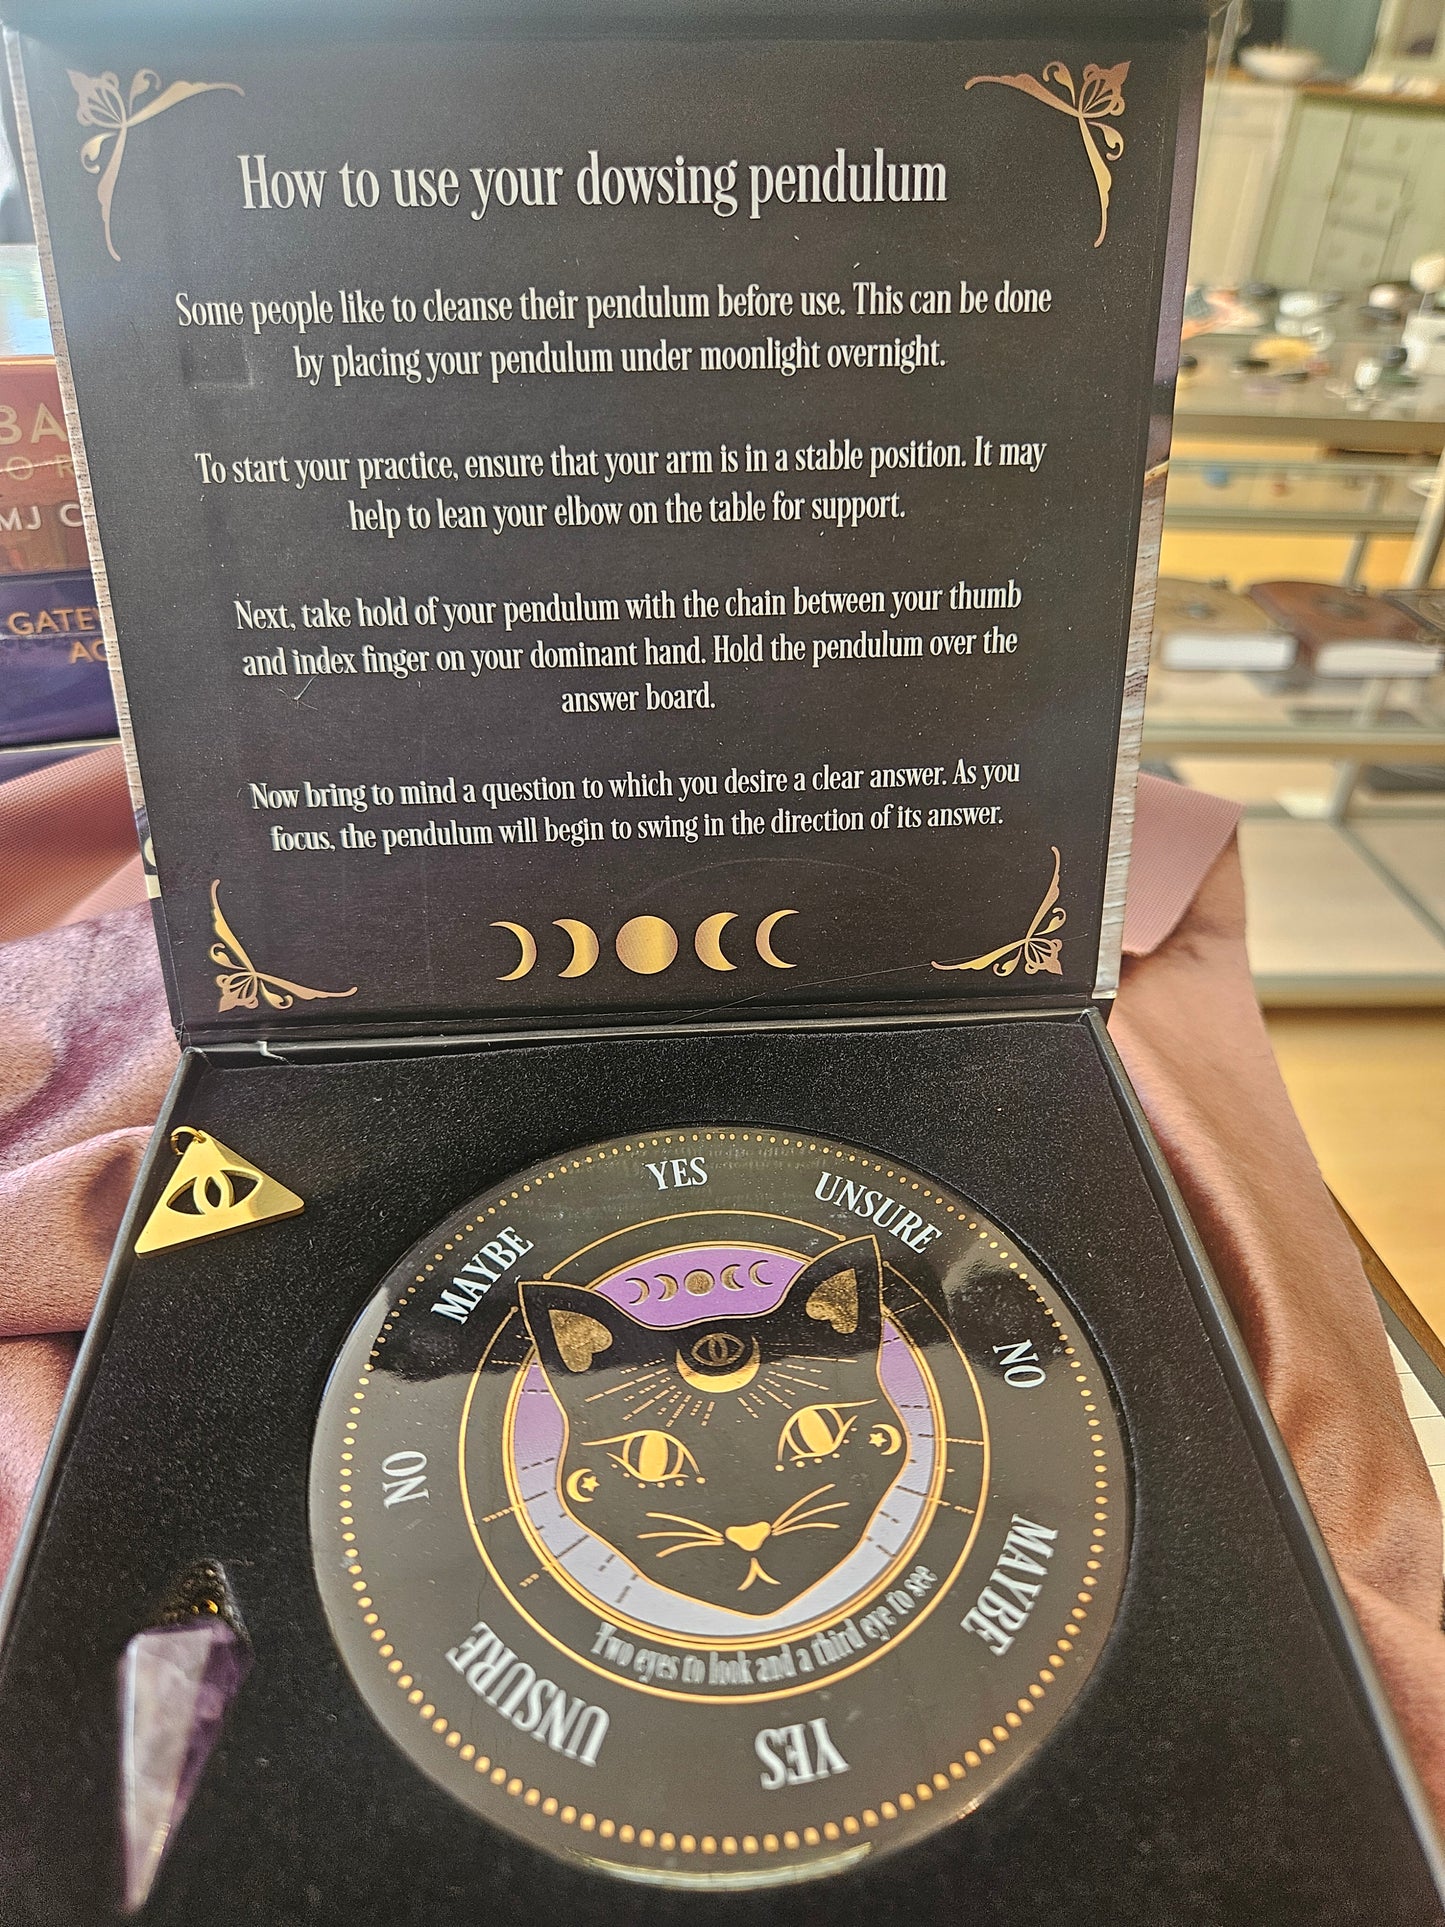 How to use your dowsing pendulum
Some people like to cleanse their pendulum before use. This can be done
by placing your pendulum under moonlight overnight.
To start your practice, ensure that your arm is in a stable position. It may
help to lean your elbow on the table for support.
Next, take hold of your pendulum with the chain between your thumb
and index finger on your dominant hand. Hold the pendulum over the
answer board.
Now bring to mind a question to which you desire a clear answer. As you
focus, the pendulum will begin to swing in the direction of its answer.
YES
UNSURE
NO
MAYBE
YES
UNSURE
NO
MAYBE
Two eyes to look and a third eye to see
MJ